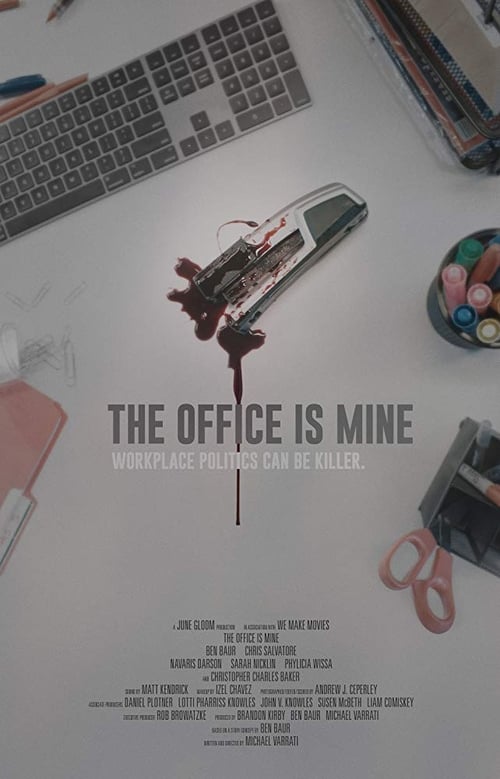 THE OFFICE IS MINE
WORKPLACE POLITICS CAN BE KILLER.
A JUNE GLOOM PRODUCTION IN ASSOCIATION WITH WE MAKE MOVIES
THE OFFICE IS MINE
BEN BAUR CHRIS SALVATORE
NAVARIS DARSON SARAH NICKLIN PHYLICIA WISSA
AND CHRISTOPHER CHARLES BAKER
SOUND BY MATT KENDRICK MAKEUP BY IZEL CHAVEZ PHOTOGRAPHED/EDITED/SCORED BY ANDREW J. CEPERLEY
ASSOCIATE PRODUCERS DANIEL PLOTNER LOTTI PHARRISS KNOWLES JOHN V. KNOWLES SUSEN McBETH LIAM COMISKEY
EXECUTIVE PRODUCER ROB BROWATZKE PRODUCED BY BRANDON KIRBY BEN BAUR MICHAEL VARRATI
BASED ON A STORY CONCEPT BY BEN BAUR
WRITTEN AND DIRECTED BY MICHAEL VARRATI